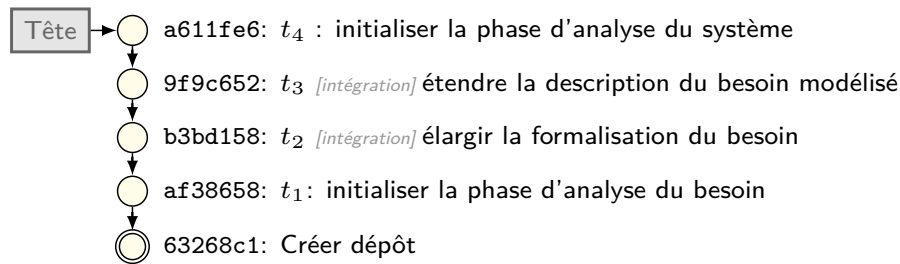 Tête a611fe6: t₄ : initialiser la phase d'analyse du système
9f9c652: t₃ [intégration] étendre la description du besoin modélisé
b3bd158: t₂ [intégration] élargir la formalisation du besoin
af38658: t₁: initialiser la phase d'analyse du besoin
63268c1: Créer dépôt